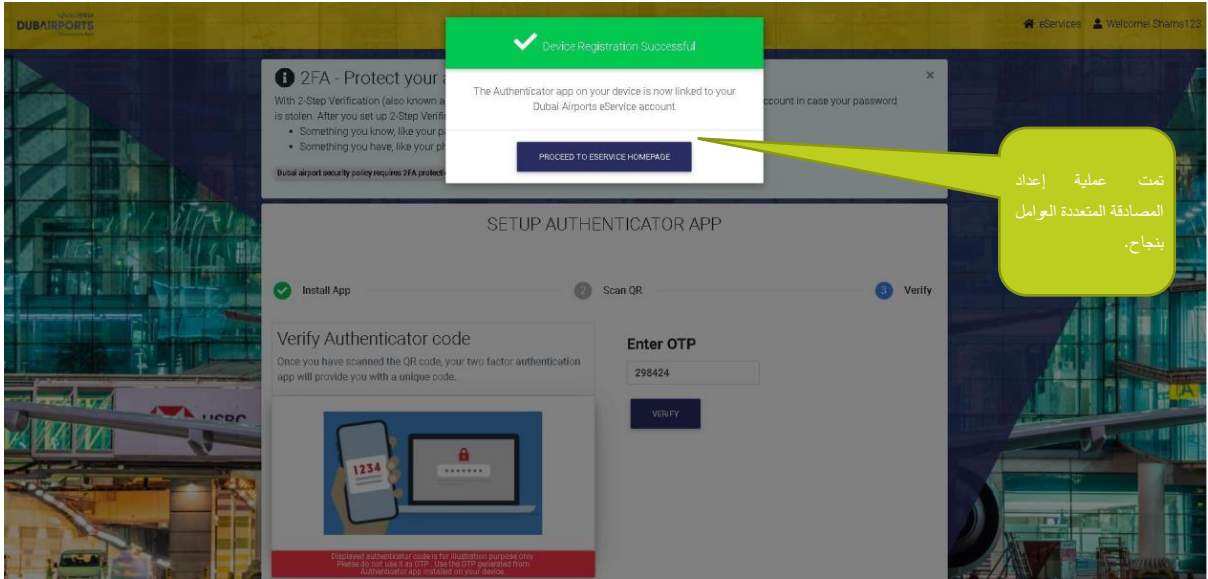 DUBAI AIRPORTS
eServices
Welcome! Shams123
Device Registration Successful
The Authenticator app on your device is now linked to your
Dubai Airports eService account
PROCEED TO ESERVICE HOMEPAGE
2FA - Protect your
×
With 2-Step Verification (also known
ccount in case your password
is stolen. After you set up 2-Step
Something you know, like your
Something you have, like your
Dubai airport security policy requires 2FA
تمت عملية إعداد
المصادقة المتعددة العوامل
بنجاح.
SETUP AUTHENTICATOR APP
Install App
2 Scan QR
3 Verify
Verify Authenticator code
Once you have scanned the QR code, your two factor authentication
app will provide you with a unique code.
Enter OTP
298424
VERIFY
1234
Displayed authenticator code is for illustration purpose only.
Please do not use it as OTP. Use the OTP generated from
Authenticator app installed on your device.
HSBC